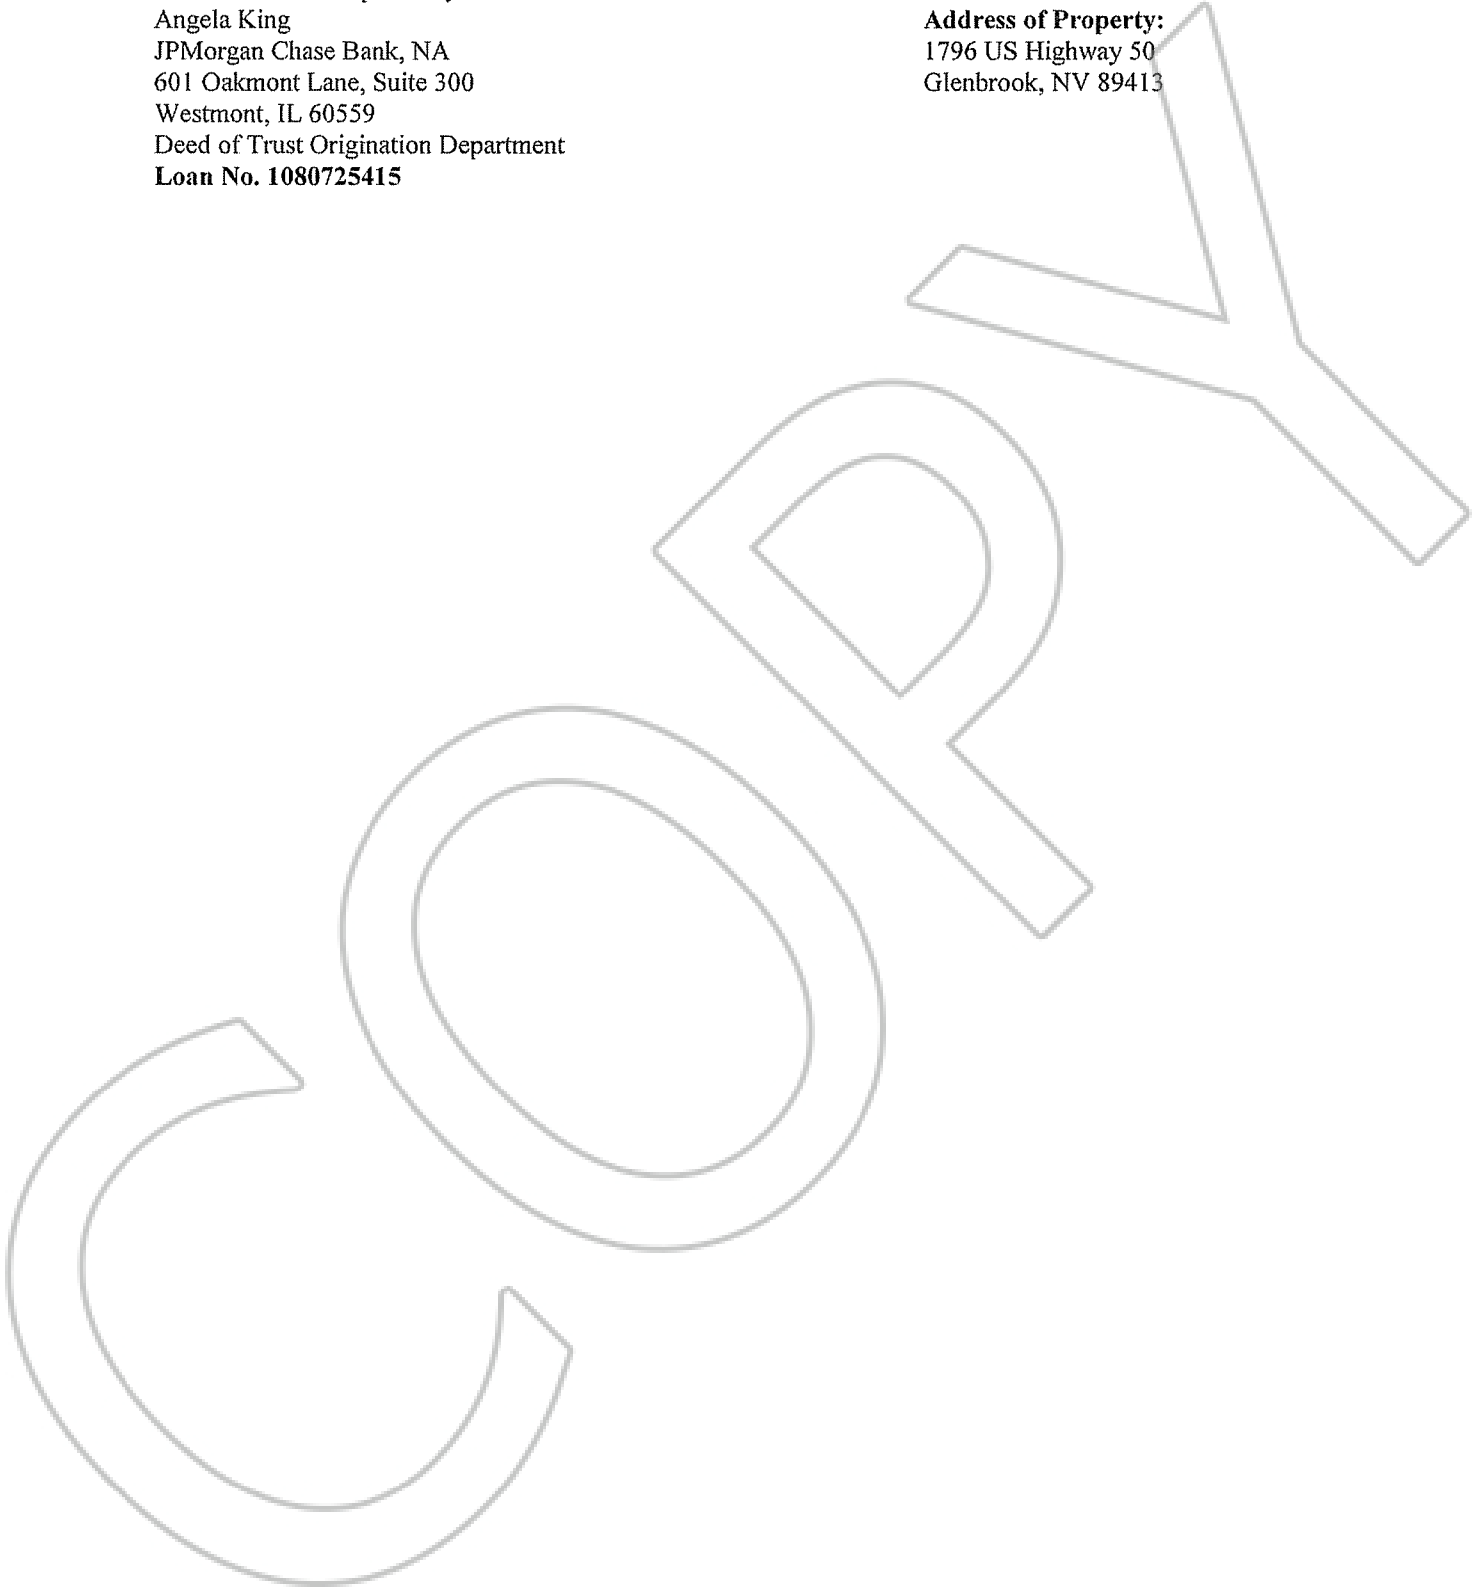 Angela King
JPMorgan Chase Bank, NA
601 Oakmont Lane, Suite 300
Westmont, IL 60559
Deed of Trust Origination Department
Loan No. 1080725415
Address of Property:
1796 US Highway 50
Glenbrook, NV 89413
COPY